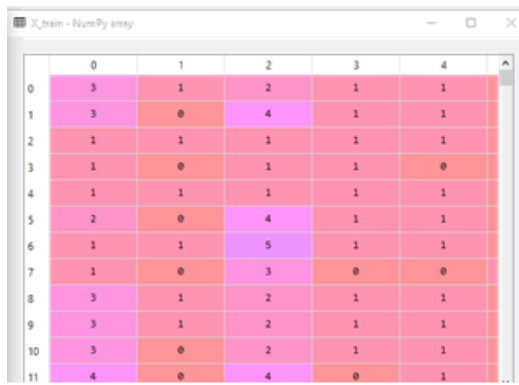 X_train - NumPy array
0 1 2 3 4
0 3 1 2 1 1
1 3 0 4 1 1
2 1 1 1 1 1
3 1 0 1 1 0
4 1 1 1 1 1
5 2 0 4 1 1
6 1 1 5 1 1
7 1 0 3 0 0
8 3 1 2 1 1
9 3 1 2 1 1
10 3 0 2 1 1
11 4 0 4 0 1